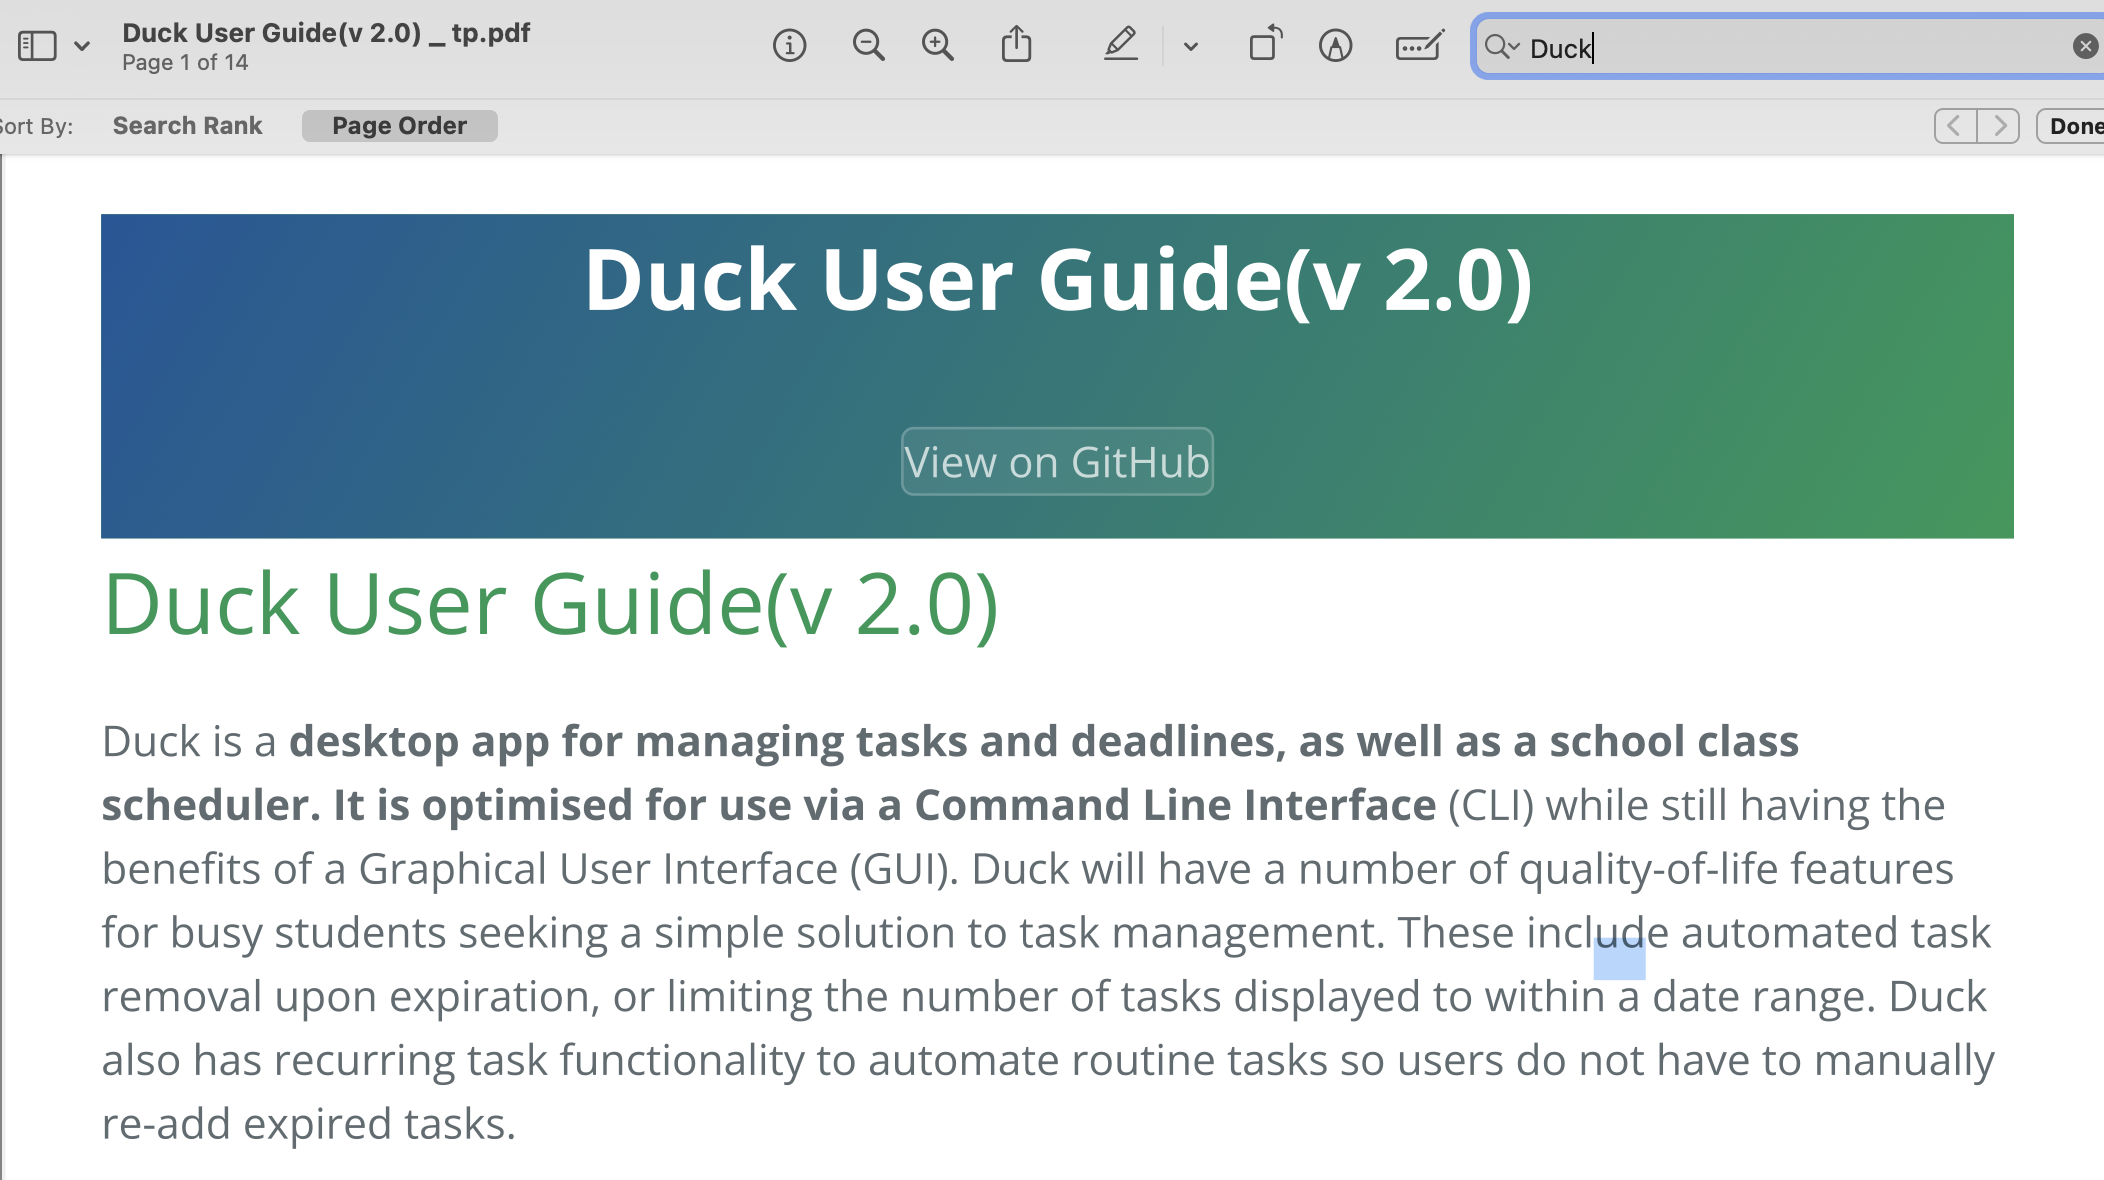 Duck User Guide(v 2.0) _ tp.pdf
Page 1 of 14
Duck
Sort By:
Search Rank
Page Order
Done
Duck User Guide(v 2.0)
View on GitHub
Duck User Guide(v 2.0)
Duck is a desktop app for managing tasks and deadlines, as well as a school class
scheduler. It is optimised for use via a Command Line Interface (CLI) while still having the
benefits of a Graphical User Interface (GUI). Duck will have a number of quality-of-life features
for busy students seeking a simple solution to task management. These include automated task
removal upon expiration, or limiting the number of tasks displayed to within a date range. Duck
also has recurring task functionality to automate routine tasks so users do not have to manually
re-add expired tasks.